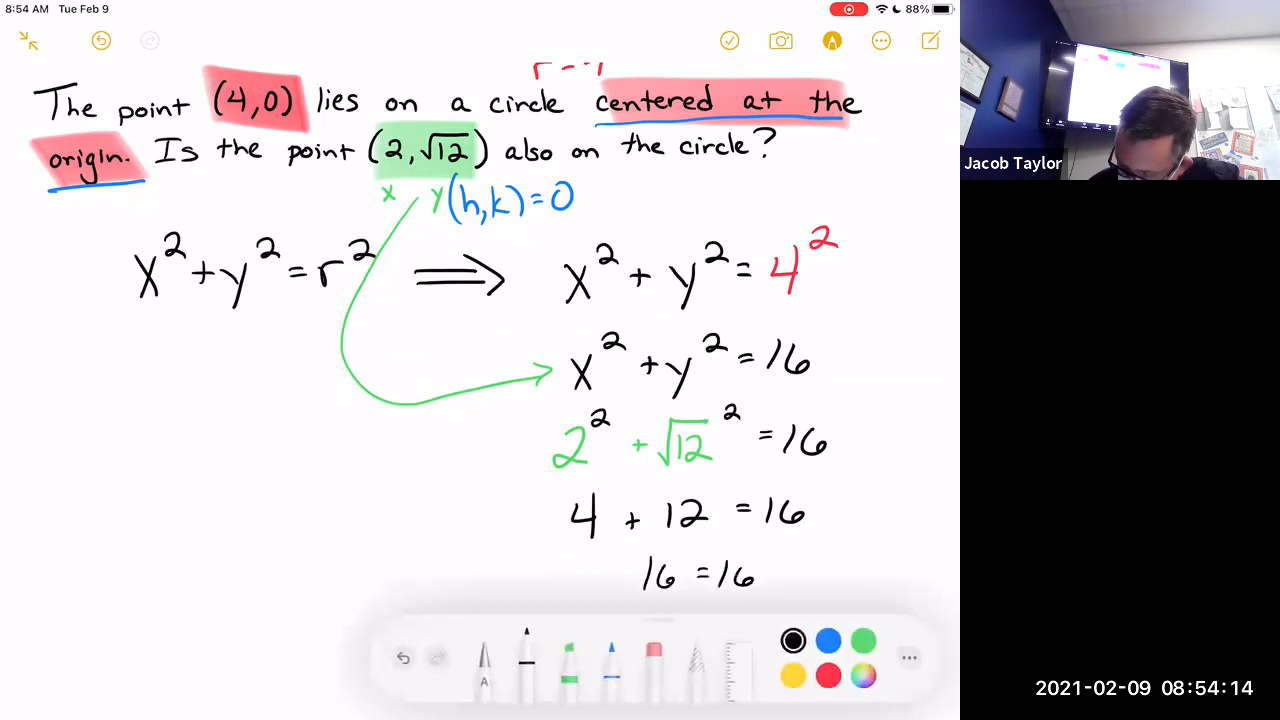 8:54 AM Tue Feb 9
88%
The point (4,0) lies on a circle centered at the
origin. Is the point (2,√12) also on the circle?
x y (h,k)=0
x²+y²=r² ⟹ x²+y²=4²
x²+y²=16
2²+√12²=16
4+12=16
16=16
A
Jacob Taylor
2021-02-09 08:54:14